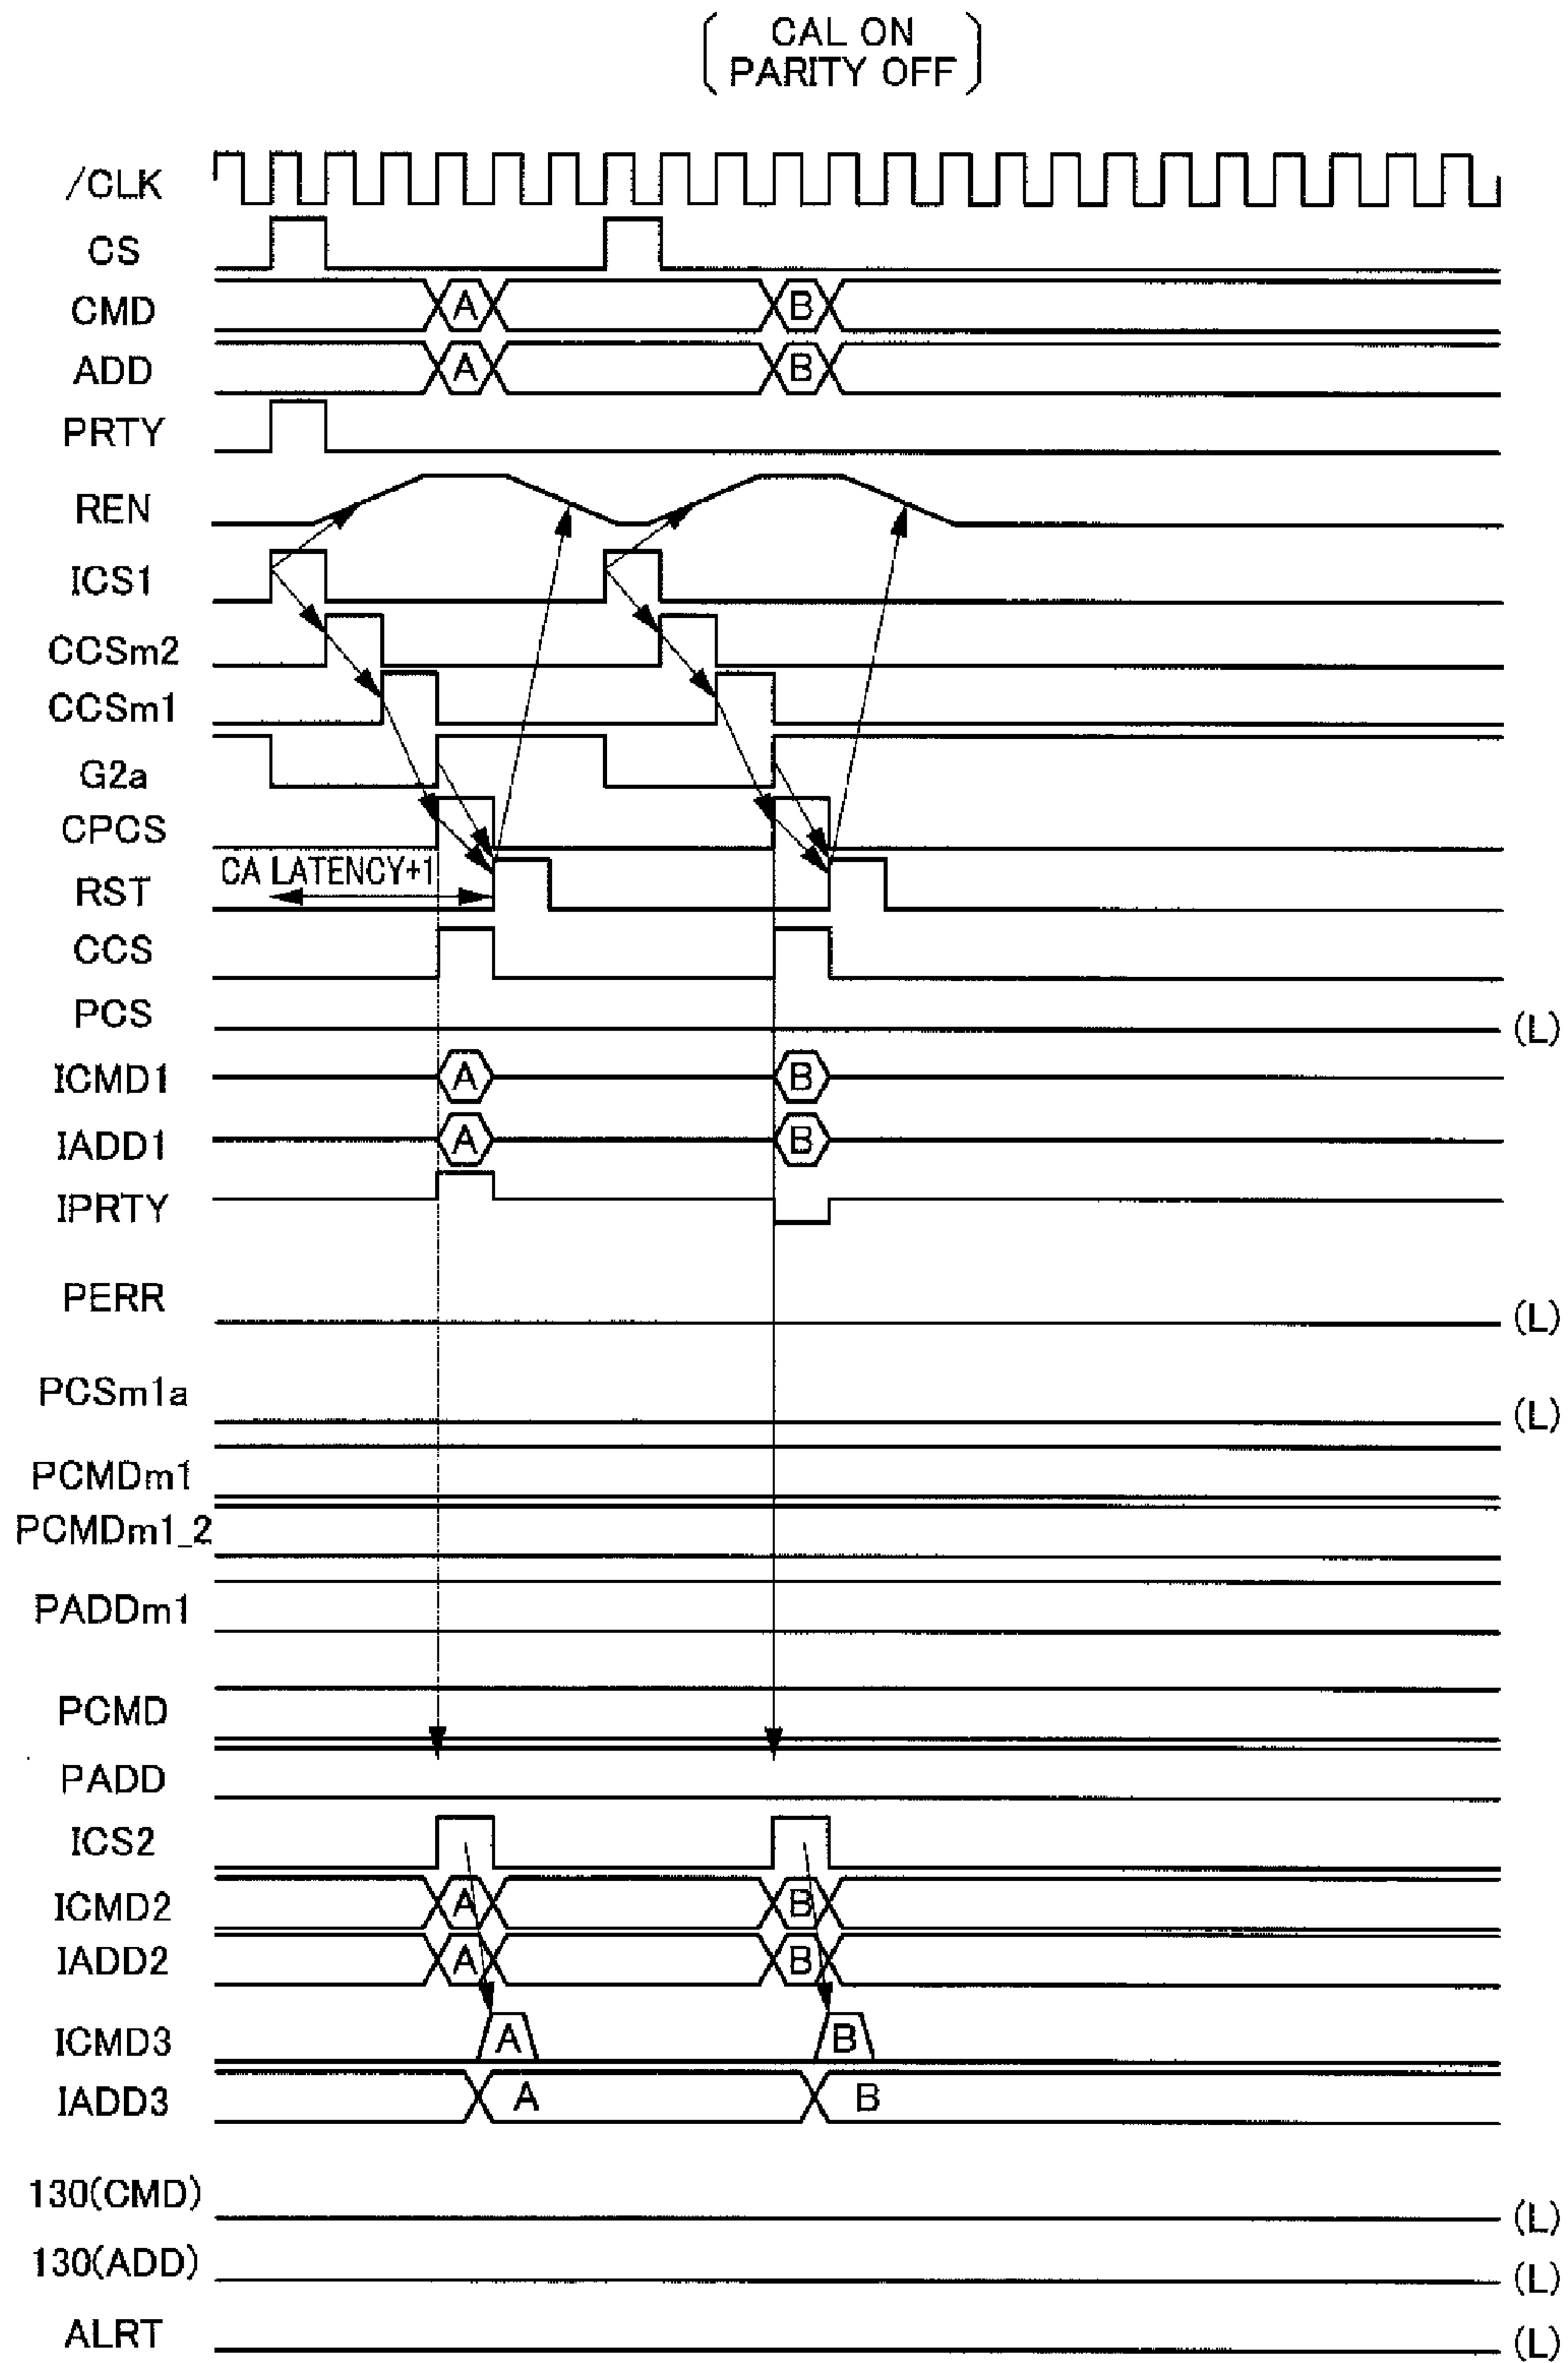 CAL ON
PARITY OFF
/CLK
CS
CMD A B
ADD A B
PRTY
REN
ICS1
CCSm2
CCSm1
G2a
CPCS
CA LATENCY+1
RST
CCS
PCS (L)
ICMD1 A B
IADD1 A B
IPRTY
PERR (L)
PCSm1a (L)
PCMDm1
PCMDm1_2
PADDm1
PCMD
PADD
ICS2
ICMD2 A B
IADD2 A B
ICMD3 A B
IADD3 A B
130(CMD) (L)
130(ADD) (L)
ALRT (L)